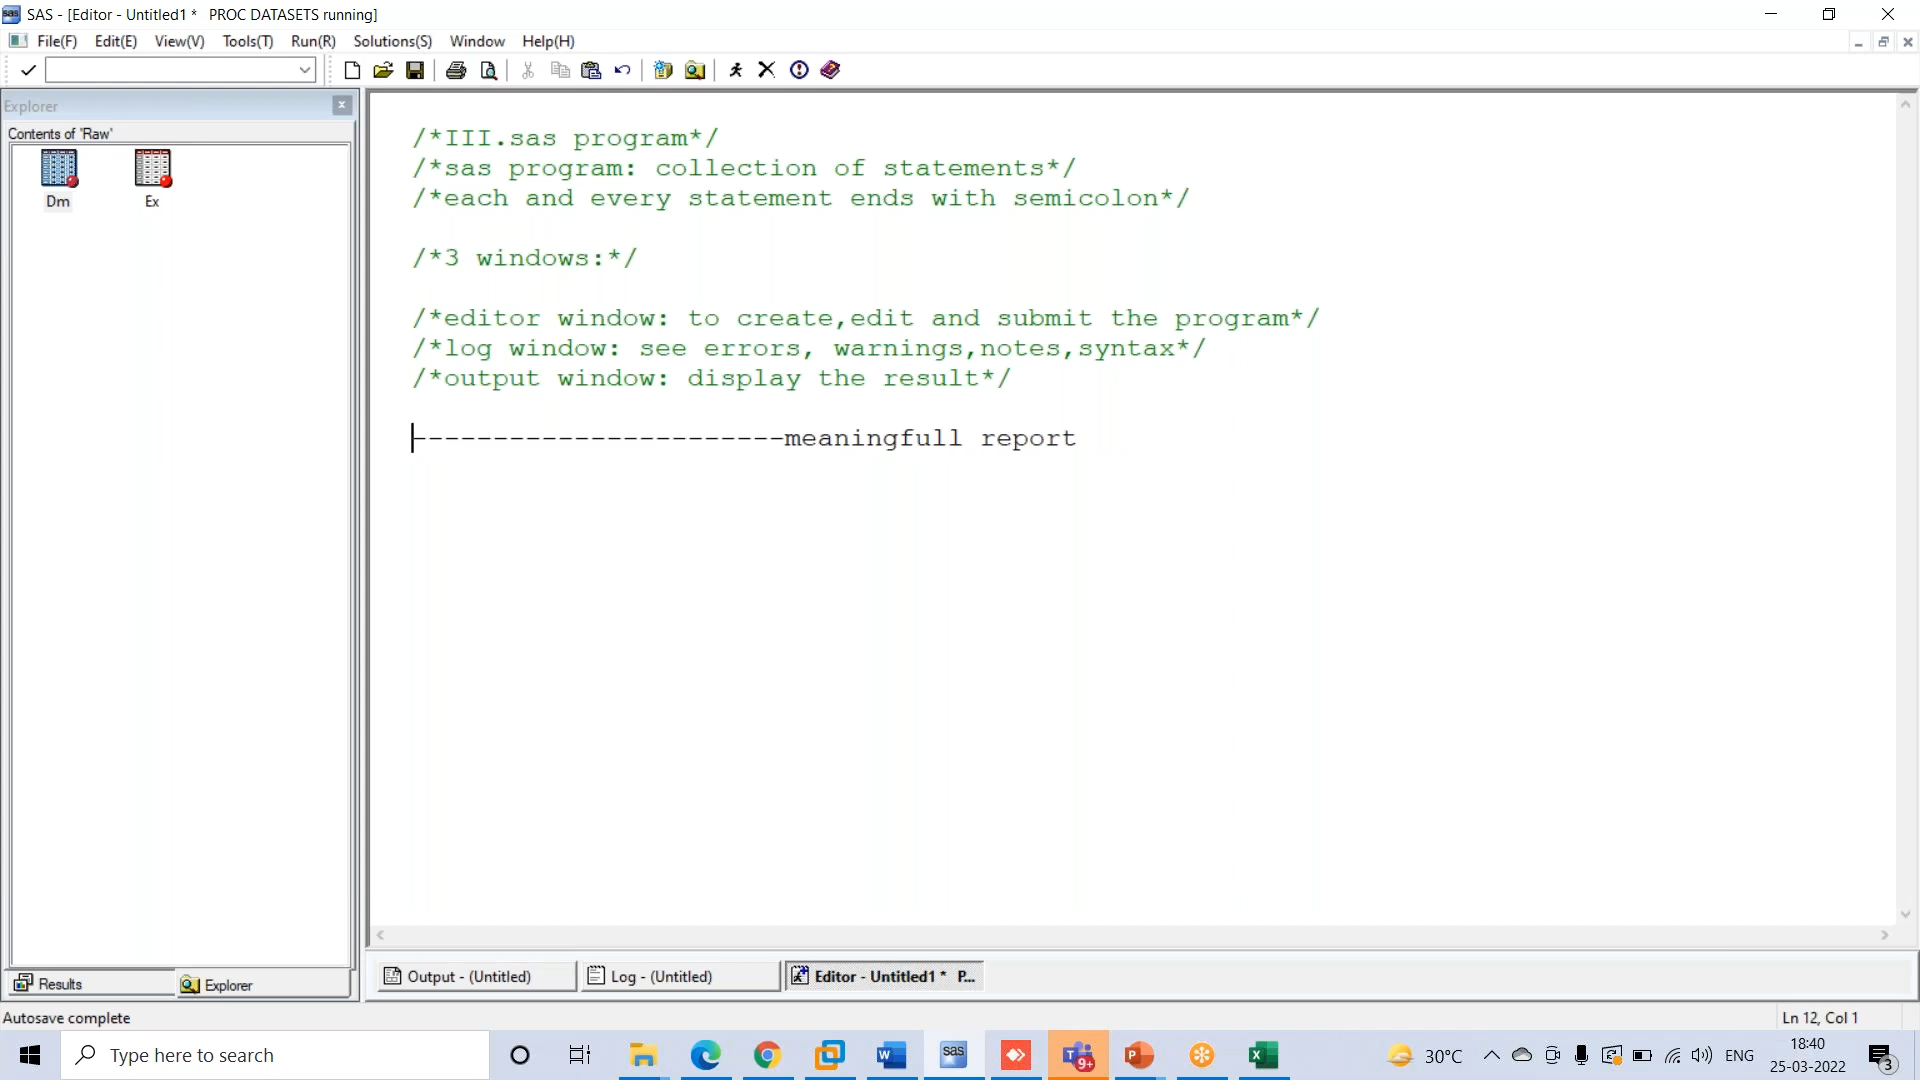 SAS - [Editor - Untitled1 * PROC DATASETS running]
File(F) Edit(E) View(V) Tools(T) Run(R) Solutions(S) Window Help(H)
Explorer
Contents of 'Raw'
Dm Ex
/*III.sas program*/
/*sas program: collection of statements*/
/*each and every statement ends with semicolon*/
/*3 windows:*/
/*editor window: to create,edit and submit the program*/
/*log window: see errors, warnings,notes,syntax*/
/*output window: display the result*/
-----------------------meaningfull report
Results Explorer
Output - (Untitled) Log - (Untitled) Editor - Untitled1 * P...
Autosave complete
Ln 12, Col 1
Type here to search
sas
9+
30°C
ENG
18:40
25-03-2022
3